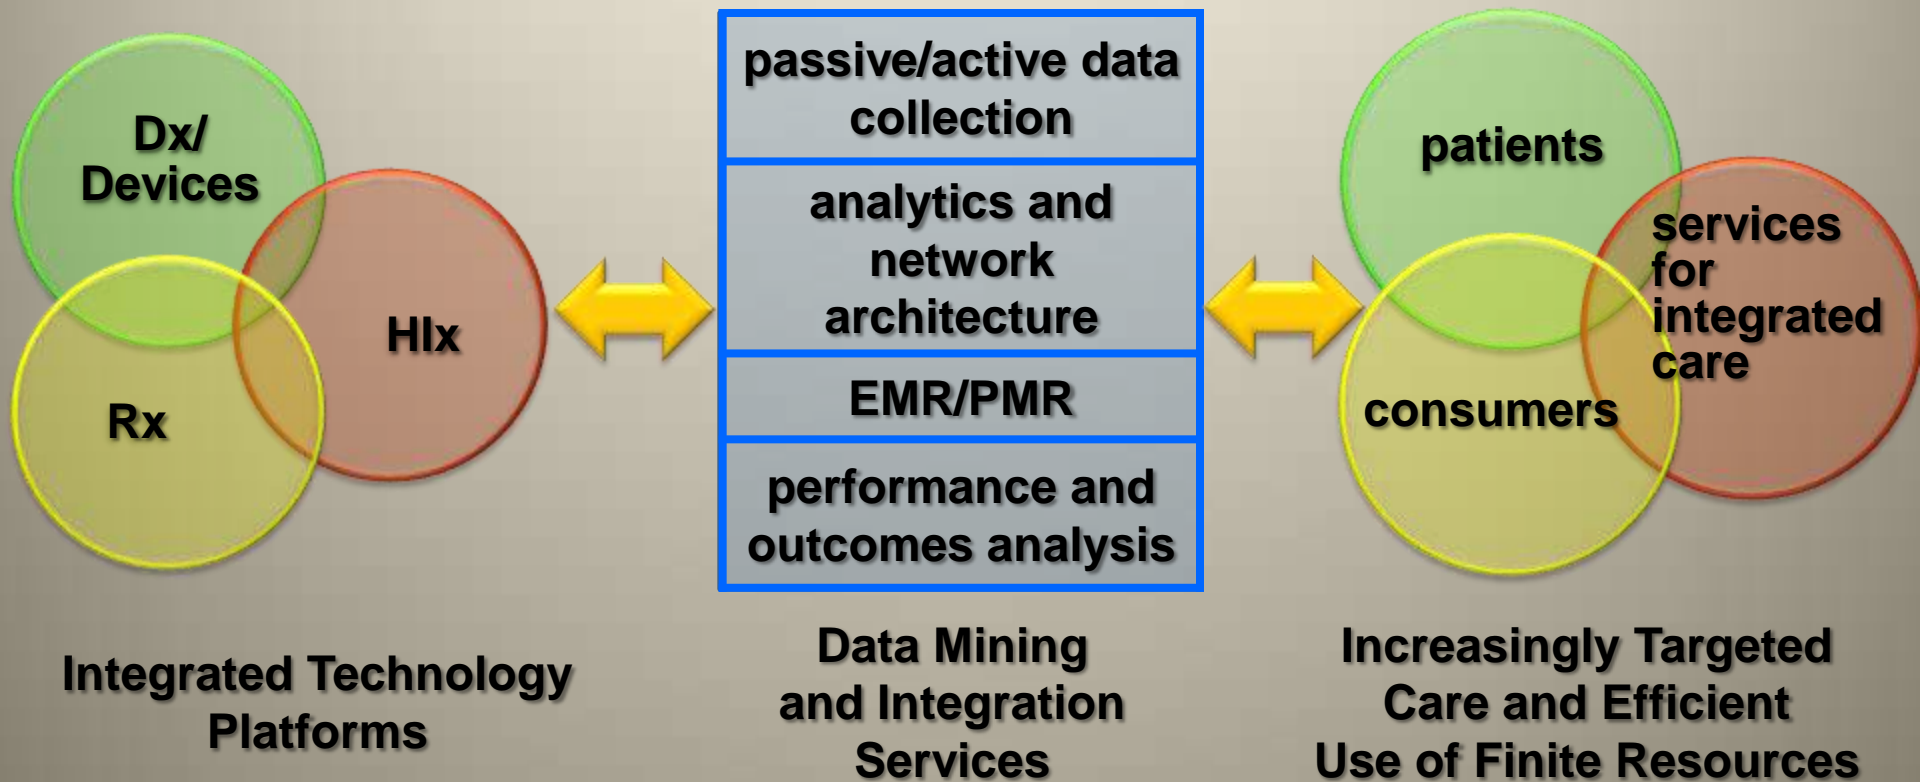 Dx/
Devices
HIx
Rx
Integrated Technology
Platforms
passive/active data
collection
analytics and
network
architecture
EMR/PMR
performance and
outcomes analysis
Data Mining
and Integration
Services
patients
services
for
integrated
care
consumers
Increasingly Targeted
Care and Efficient
Use of Finite Resources